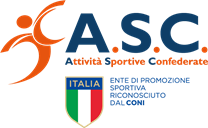 A.S.C.
Attività Sportive Confederate
ITALIA
ENTE DI PROMOZIONE
SPORTIVA
RICONOSCIUTO
DAL CONI